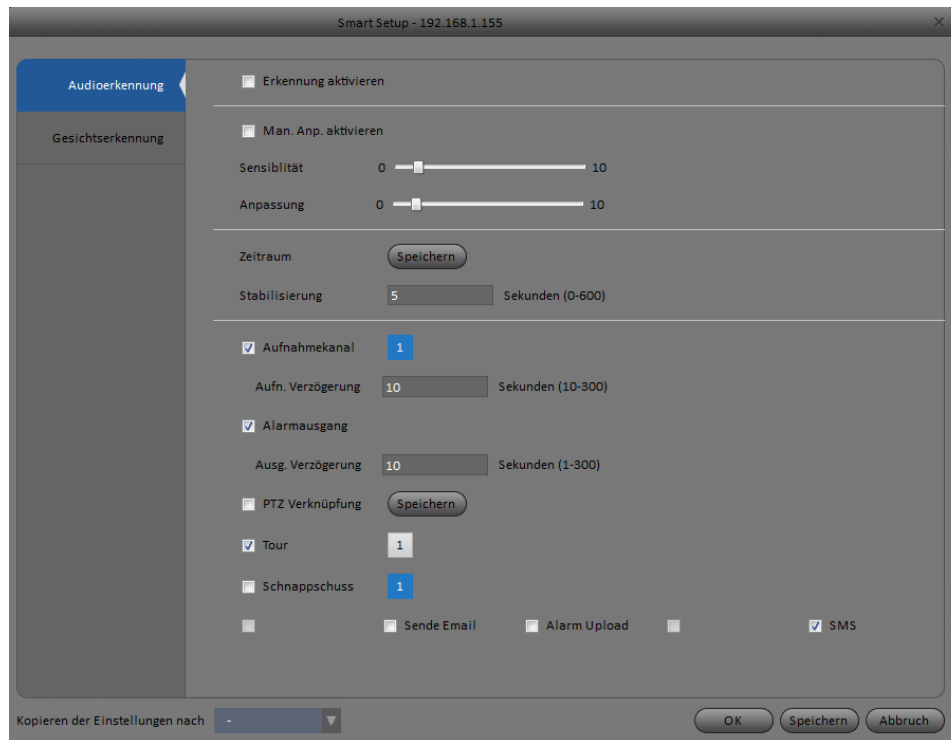 Smart Setup - 192.168.1.155
Audioerkennung
Gesichtserkennung
Erkennung aktivieren
Man. Anp. aktivieren
Sensiblität 0 10
Anpassung 0 10
Zeitraum Speichern
Stabilisierung 5 Sekunden (0-600)
Aufnahmekanal 1
Aufn. Verzögerung 10 Sekunden (10-300)
Alarmausgang
Ausg. Verzögerung 10 Sekunden (1-300)
PTZ Verknüpfung Speichern
Tour 1
Schnappschuss 1
Sende Email Alarm Upload SMS
Kopieren der Einstellungen nach - OK Speichern Abbruch